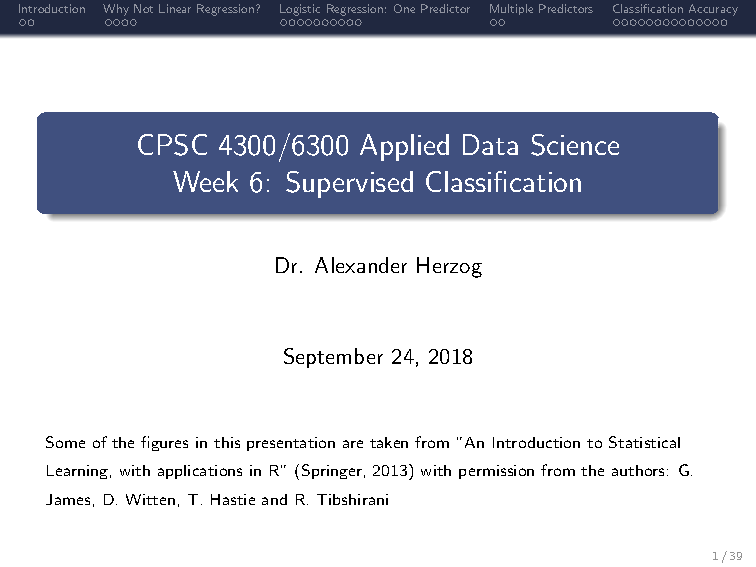 Introduction Why Not Linear Regression? Logistic Regression: One Predictor Multiple Predictors Classification Accuracy
CPSC 4300/6300 Applied Data Science
Week 6: Supervised Classification
Dr. Alexander Herzog
September 24, 2018
Some of the figures in this presentation are taken from "An Introduction to Statistical
Learning, with applications in R" (Springer, 2013) with permission from the authors: G.
James, D. Witten, T. Hastie and R. Tibshirani
1 / 39